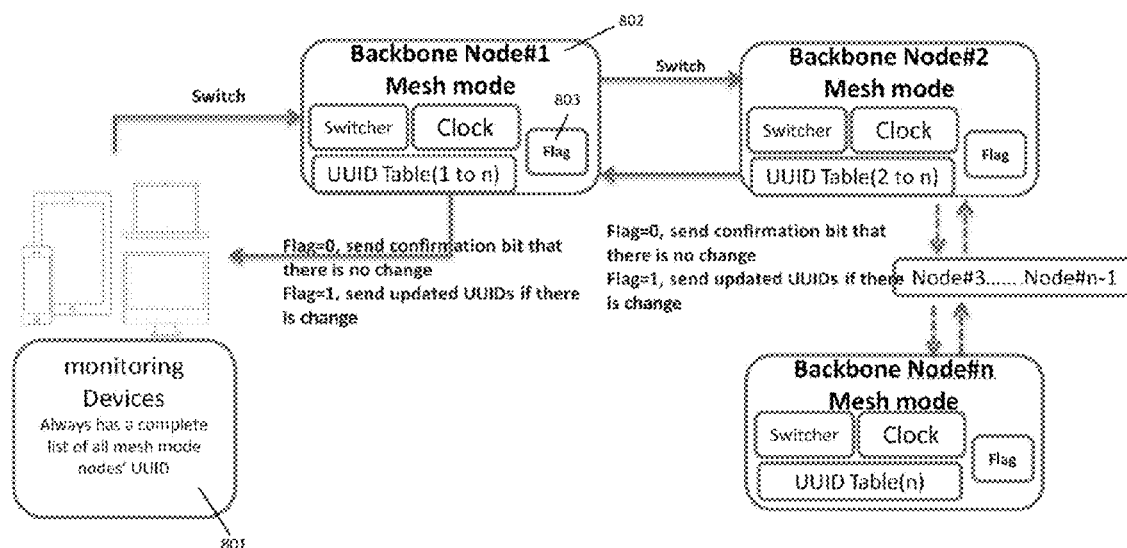 802
Backbone Node#1
Mesh mode
Switcher
Clock
803
Flag
UUID Table(1 to n)
Switch
Switch
Backbone Node#2
Mesh mode
Switcher
Clock
Flag
UUID Table(2 to n)
Flag=0, send confirmation bit that
there is no change
Flag=1, send updated UUIDs if there
is change
Flag=0, send confirmation bit that
there is no change
Flag=1, send updated UUIDs if there
is change
Node#3......Node#n-1
monitoring
Devices
Always has a complete
list of all mesh mode
nodes' UUID
801
Backbone Node#n
Mesh mode
Switcher
Clock
Flag
UUID Table(n)